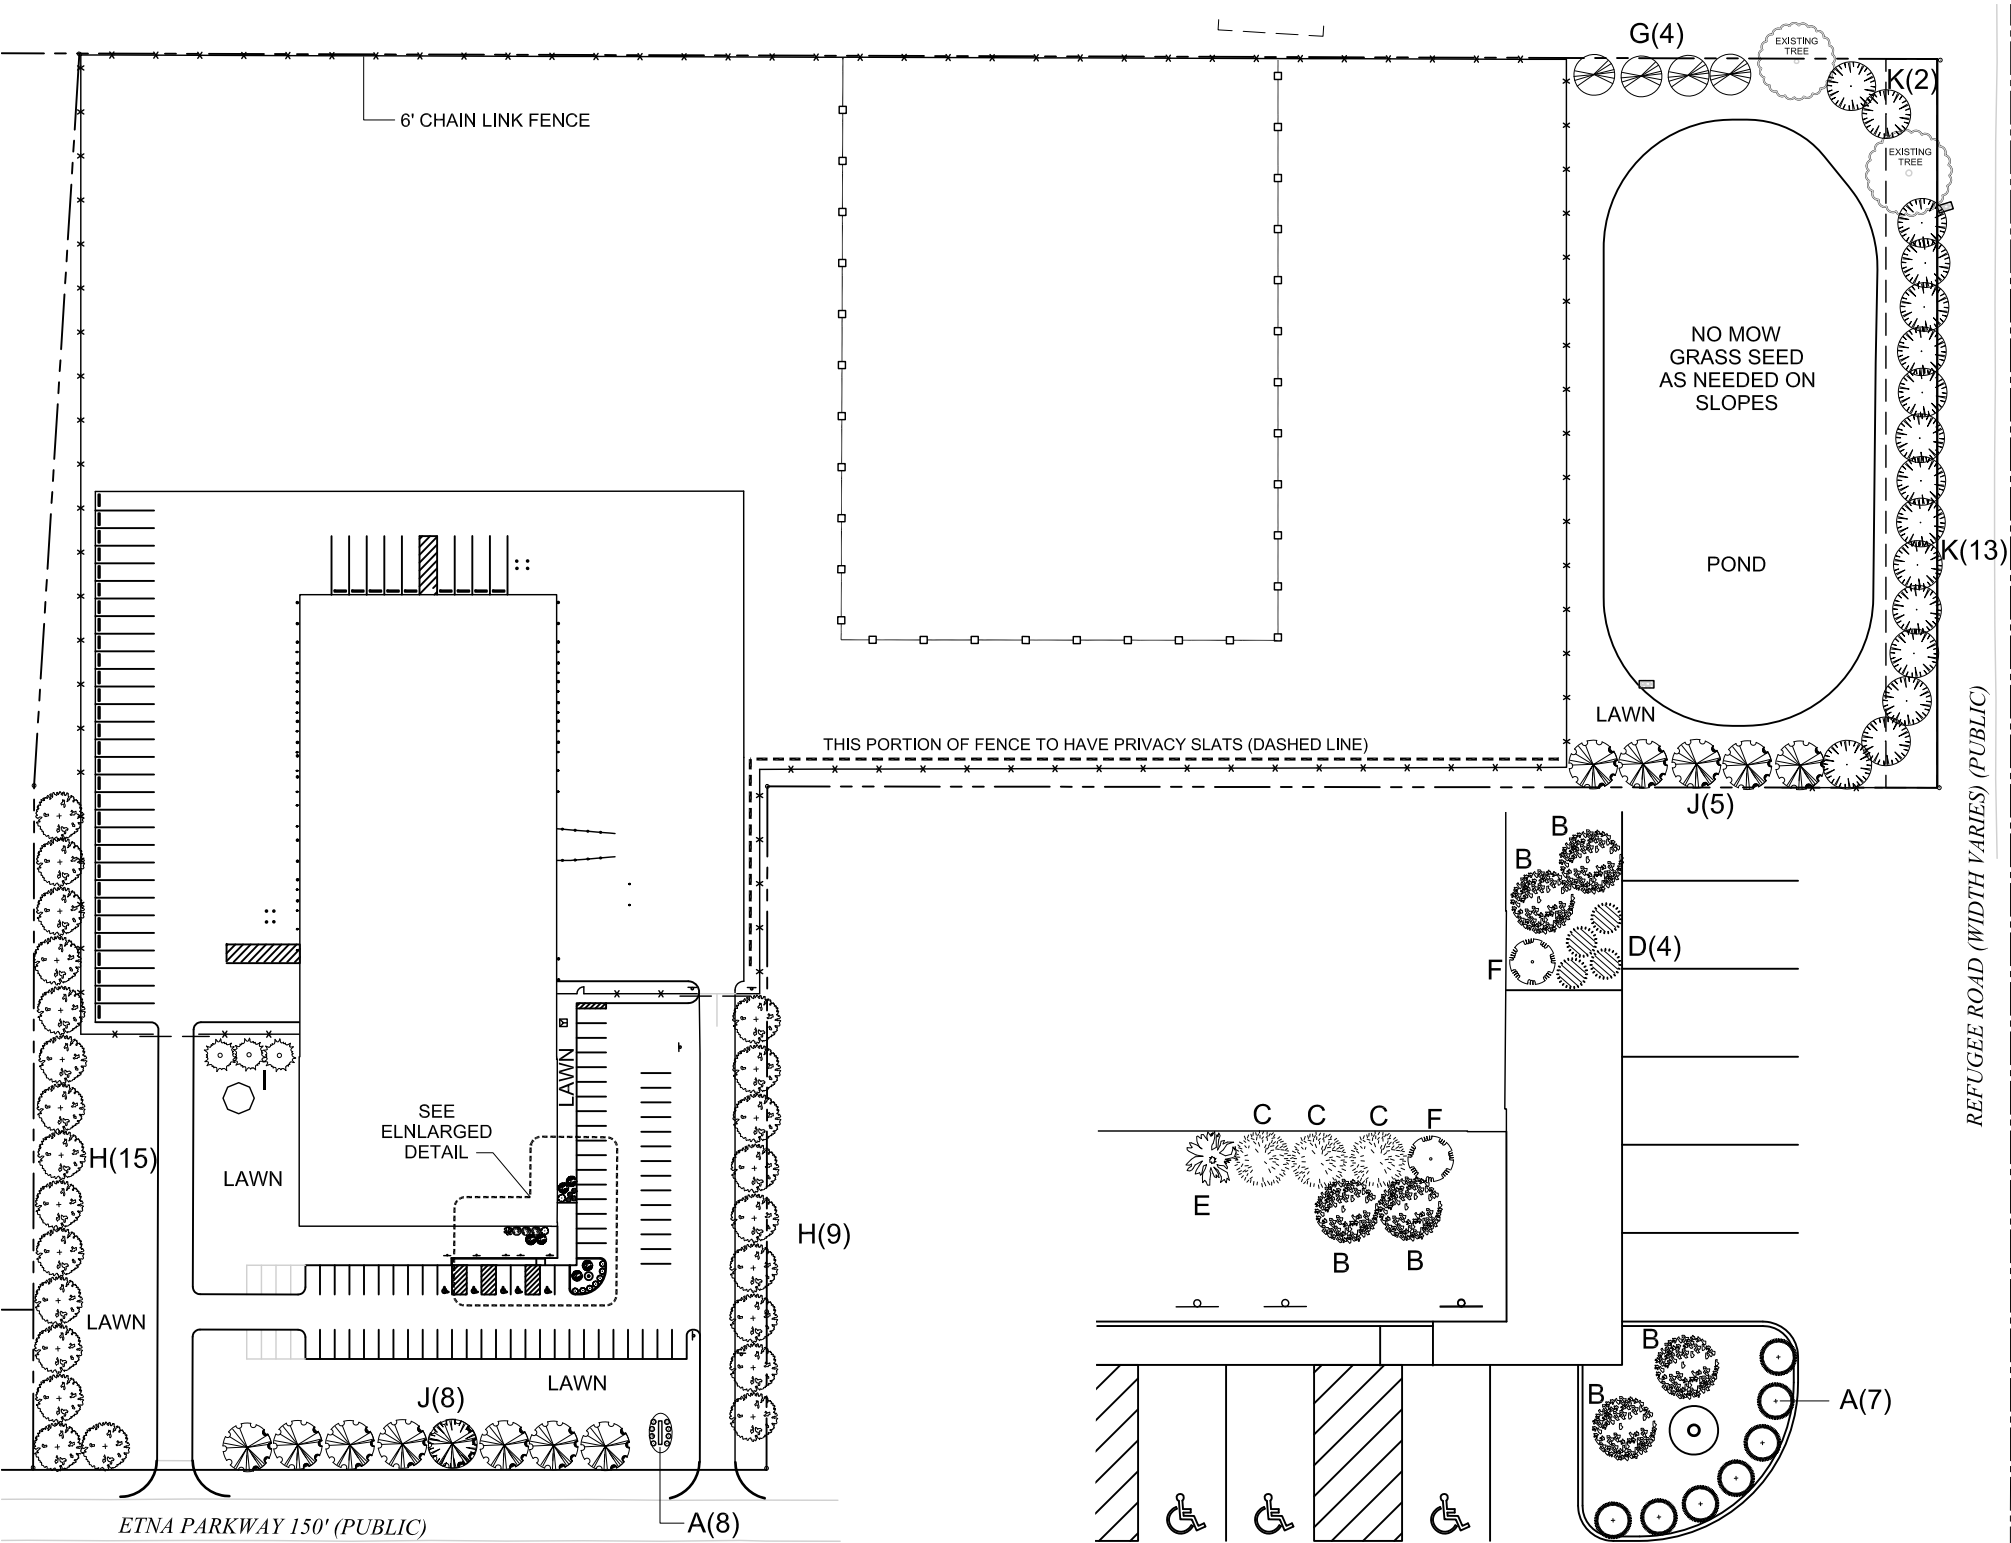 G(4)
EXISTING
TREE
K(2)
6' CHAIN LINK FENCE
EXISTING
TREE
NO MOW
GRASS SEED
AS NEEDED ON
SLOPES
K(13)
POND
LAWN
THIS PORTION OF FENCE TO HAVE PRIVACY SLATS (DASHED LINE)
J(5)
REFUGEE ROAD (WIDTH VARIES) (PUBLIC)
B
B
D(4)
F
LAWN
I
SEE
ELNLARGED
DETAIL
C
C
C
F
H(15)
LAWN
E
H(9)
B
B
LAWN
B
LAWN
J(8)
B
A(7)
A(8)
ETNA PARKWAY 150' (PUBLIC)